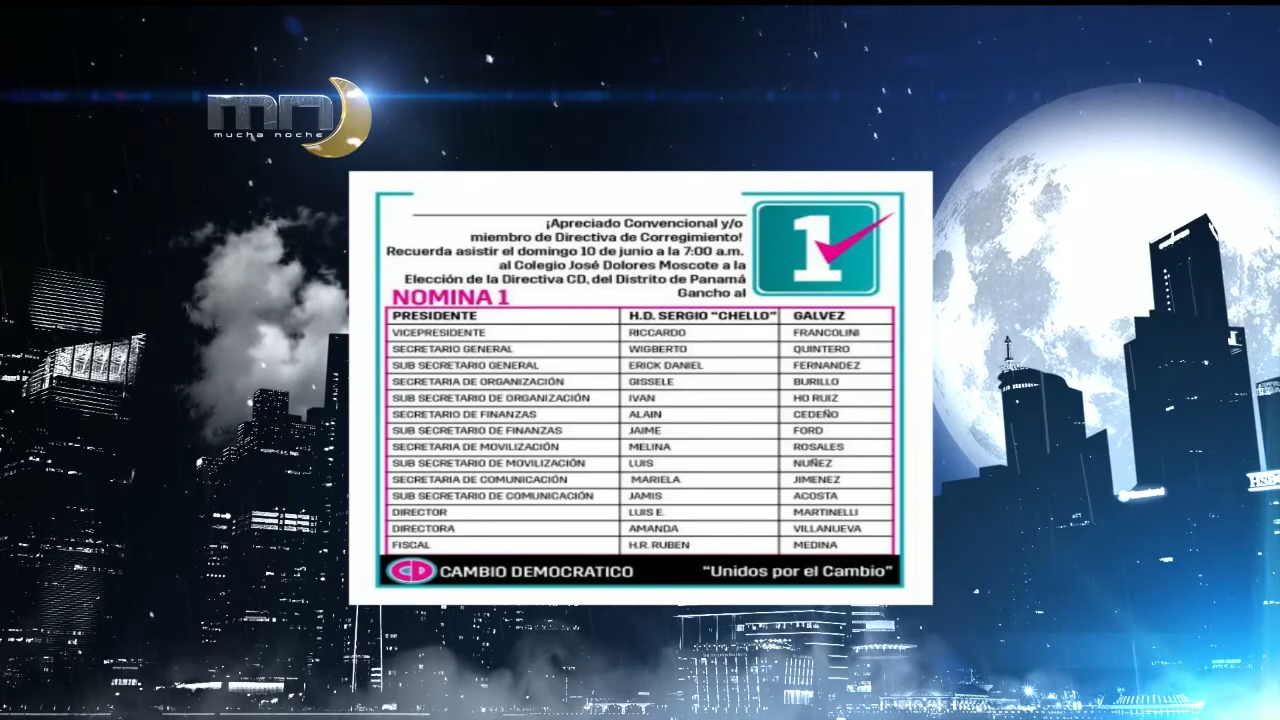 mn
mucha noche
¡Apreciado Convencional y/o
miembro de Directiva de Corregimiento!
Recuerda asistir el domingo 10 de junio a la 7:00 a.m.
al Colegio José Dolores Moscote a la
Elección de la Directiva CD, del Distrito de Panamá
Gancho al
1
NOMINA 1
PRESIDENTE H.D. SERGIO "CHELLO" GALVEZ
VICEPRESIDENTE RICCARDO FRANCOLINI
SECRETARIO GENERAL WIGBERTO QUINTERO
SUB SECRETARIO GENERAL ERICK DANIEL FERNANDEZ
SECRETARIA DE ORGANIZACIÓN GISSELE BURILLO
SUB SECRETARIO DE ORGANIZACIÓN IVAN HO RUIZ
SECRETARIO DE FINANZAS ALAIN CEDEÑO
SUB SECRETARIO DE FINANZAS JAIME FORD
SECRETARIA DE MOVILIZACIÓN MELINA ROSALES
SUB SECRETARIO DE MOVILIZACIÓN LUIS NUÑEZ
SECRETARIA DE COMUNICACIÓN MARIELA JIMENEZ
SUB SECRETARIO DE COMUNICACIÓN JAMIS ACOSTA
DIRECTOR LUIS E. MARTINELLI
DIRECTORA AMANDA VILLANUEVA
FISCAL H.R. RUBEN MEDINA
CD CAMBIO DEMOCRATICO "Unidos por el Cambio"